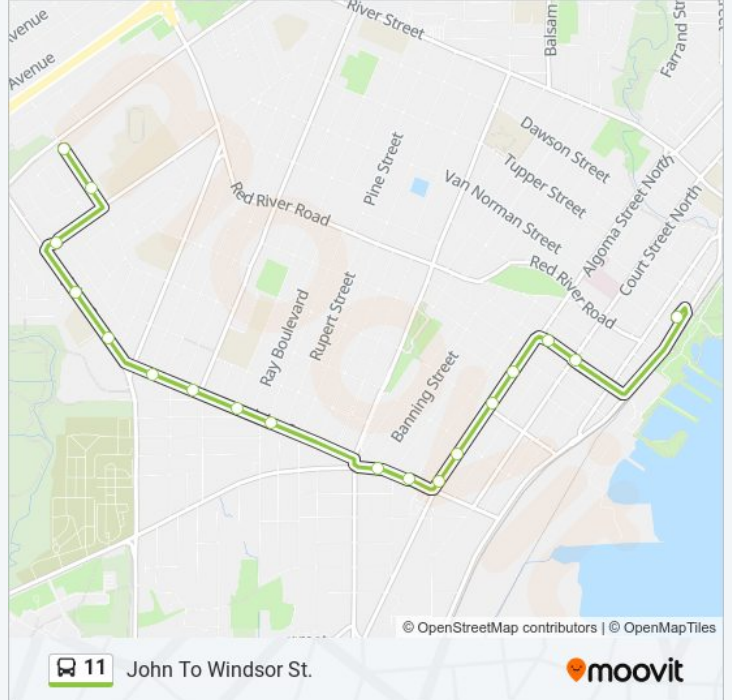 venue
Avenue
River Street
Balsam
Farrand Str
Dawson Street
Tupper Street
Pine Street
Van Norman Street
Red River Road
Algoma Street North
Court Street North
Red River Road
Ray Boulevard
Rupert Street
Banning Street
© OpenStreetMap contributors | © OpenMapTiles
11 John To Windsor St.
moovit